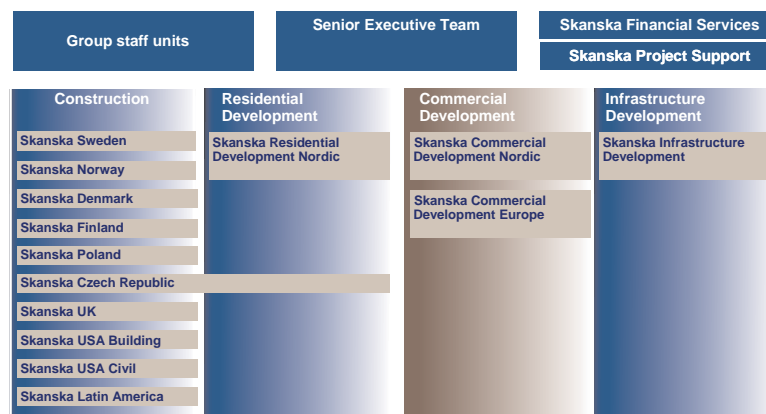 Group staff units
Senior Executive Team
Skanska Financial Services
Skanska Project Support
Construction
Skanska Sweden
Skanska Norway
Skanska Denmark
Skanska Finland
Skanska Poland
Skanska Czech Republic
Skanska UK
Skanska USA Building
Skanska USA Civil
Skanska Latin America
Residential
Development
Skanska Residential
Development Nordic
Commercial
Development
Skanska Commercial
Development Nordic
Skanska Commercial
Development Europe
Infrastructure
Development
Skanska Infrastructure
Development